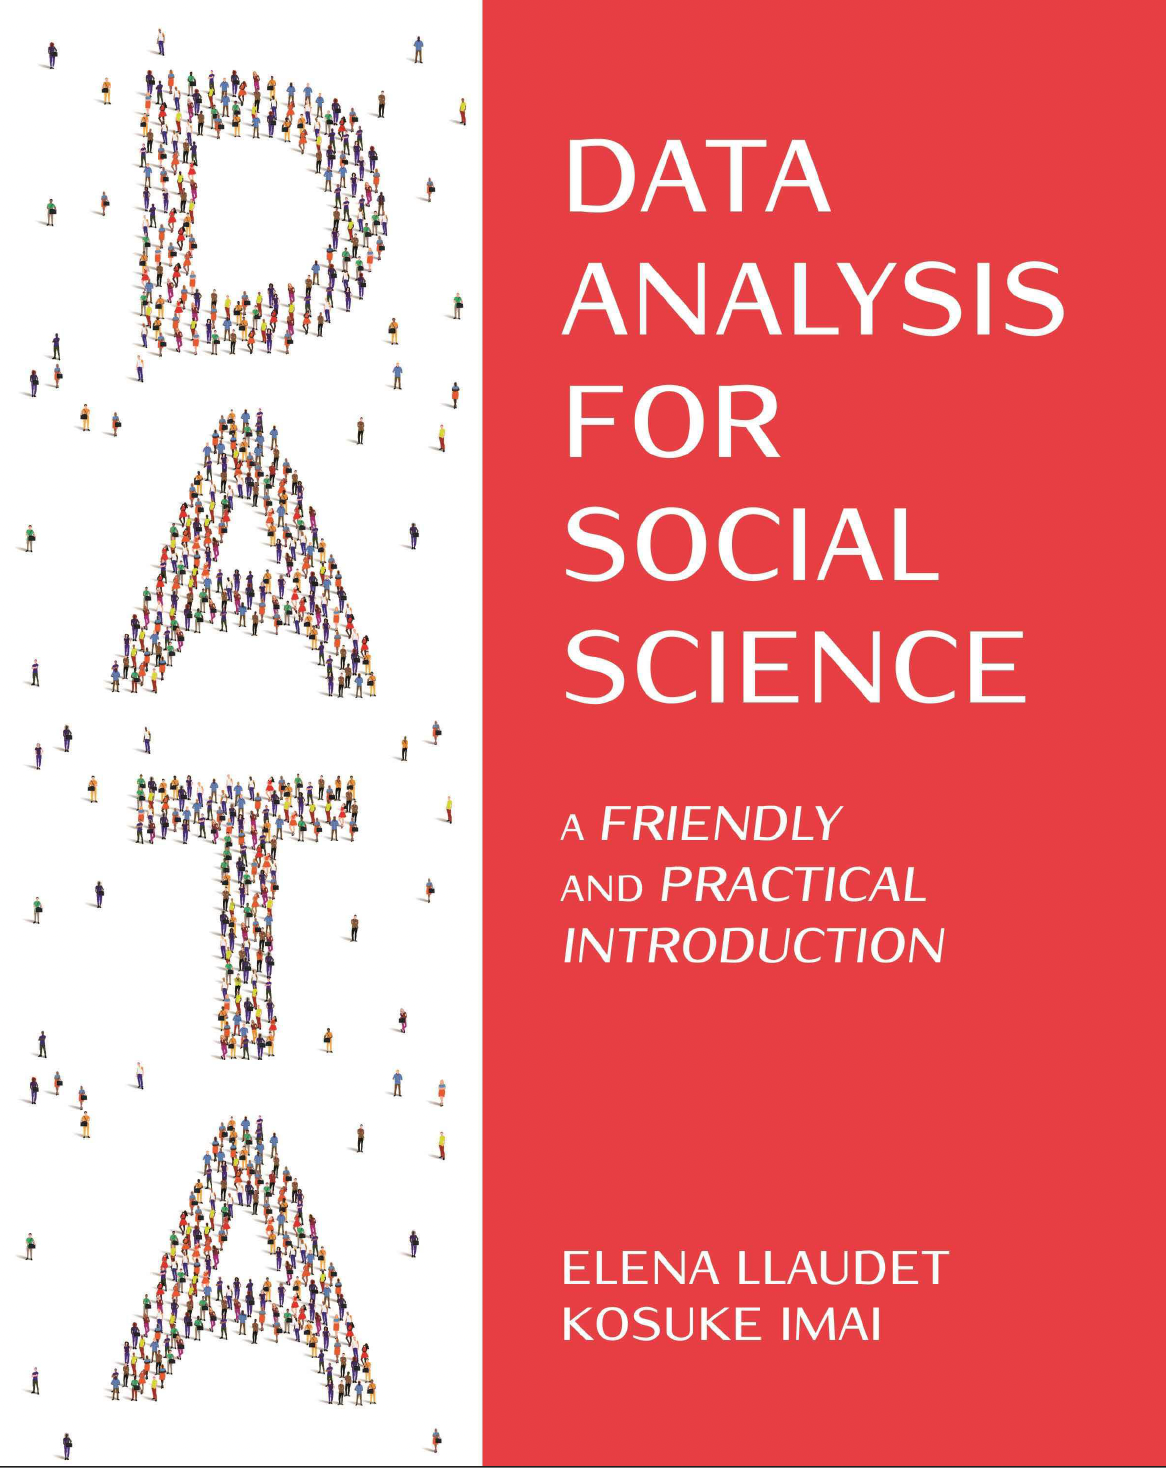 DATA
DATA
ANALYSIS
FOR
SOCIAL
SCIENCE
A FRIENDLY
AND PRACTICAL
INTRODUCTION
ELENA LLAUDET
KOSUKE IMAI